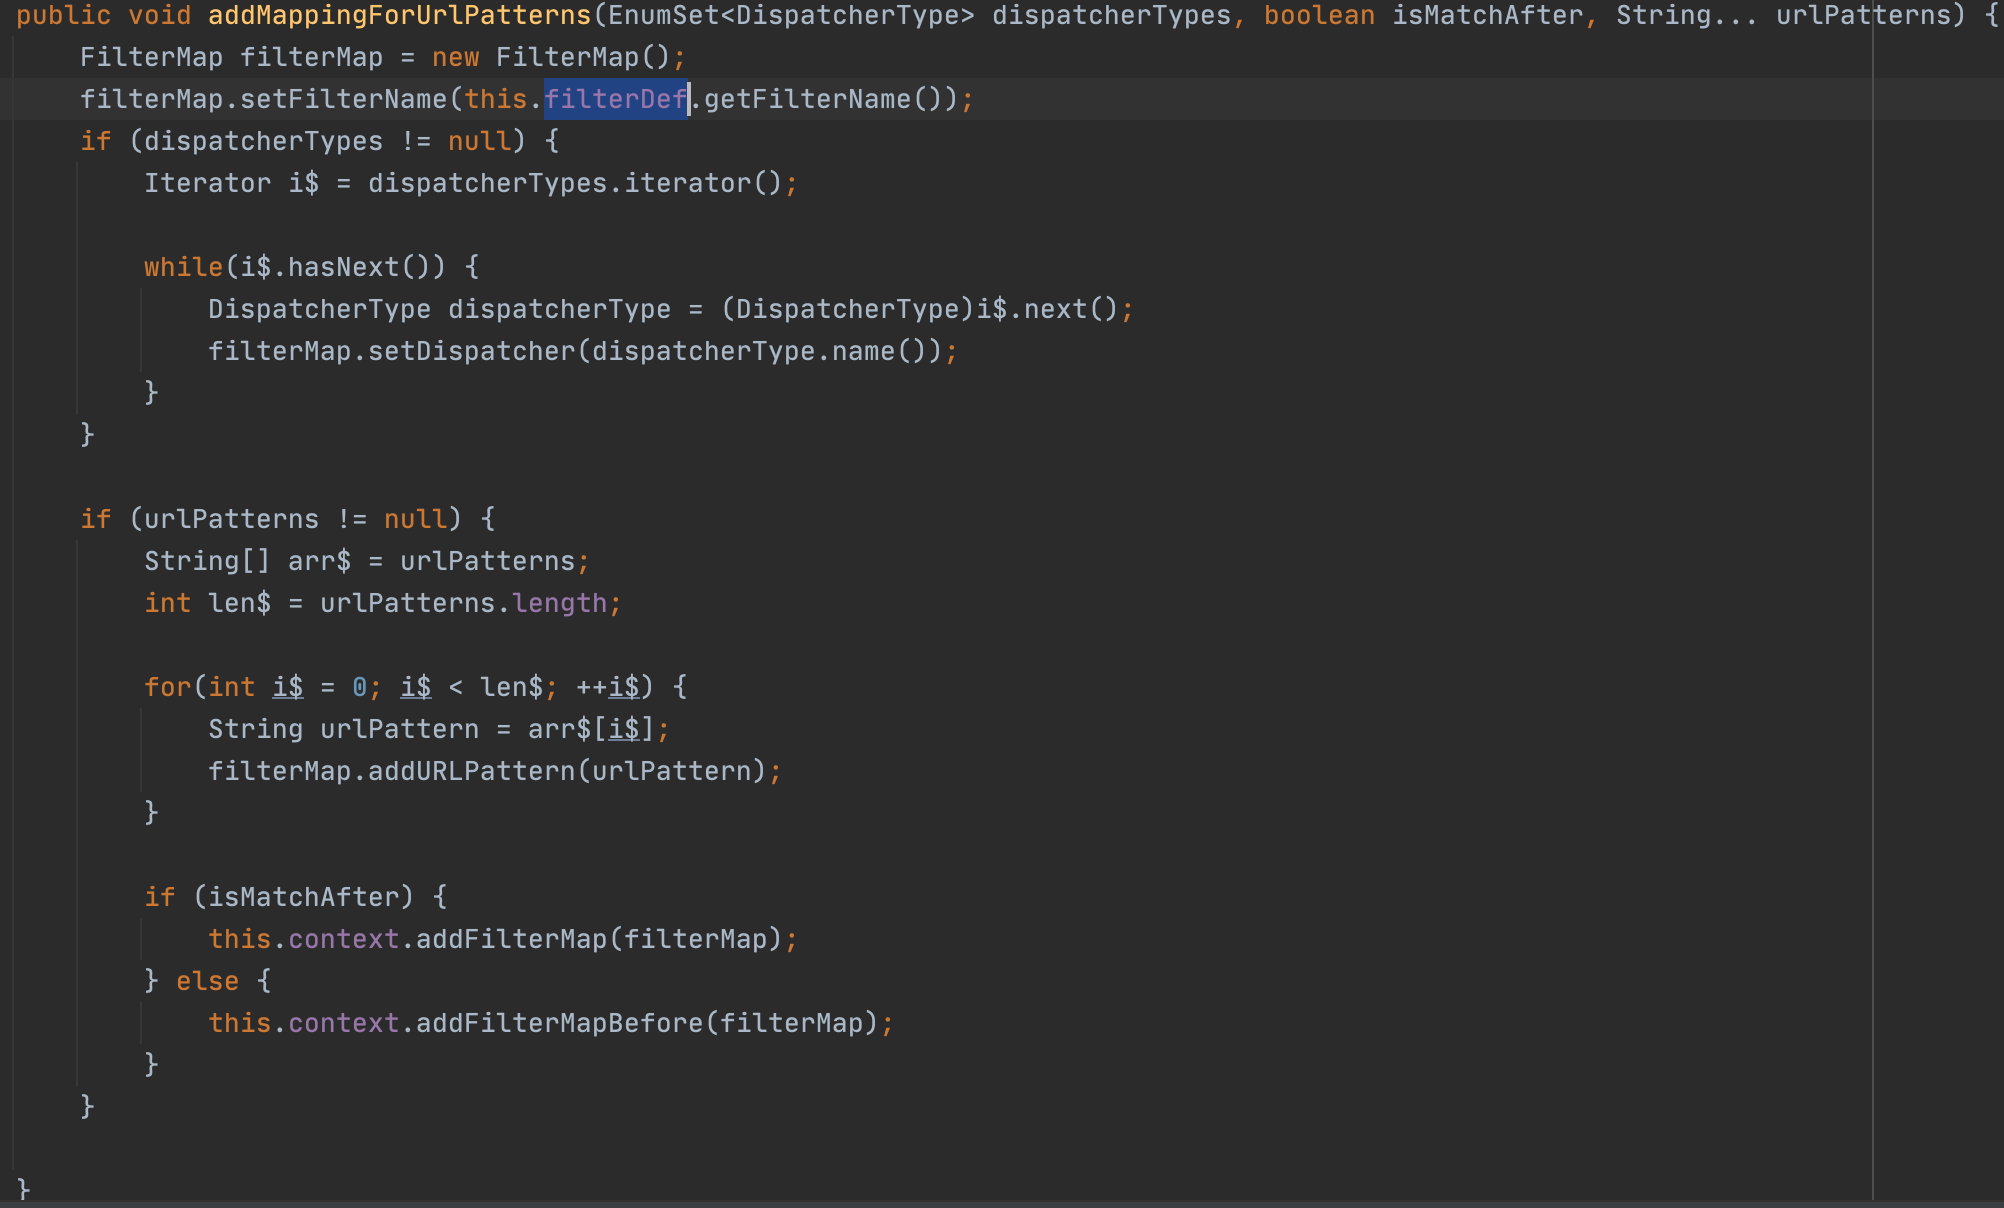 public void addMappingForUrlPatterns(EnumSet<DispatcherType> dispatcherTypes, boolean isMatchAfter, String... urlPatterns) {
    FilterMap filterMap = new FilterMap();
    filterMap.setFilterName(this.filterDef.getFilterName());
    if (dispatcherTypes != null) {
        Iterator i$ = dispatcherTypes.iterator();

        while(i$.hasNext()) {
            DispatcherType dispatcherType = (DispatcherType)i$.next();
            filterMap.setDispatcher(dispatcherType.name());
        }
    }

    if (urlPatterns != null) {
        String[] arr$ = urlPatterns;
        int len$ = urlPatterns.length;

        for(int i$ = 0; i$ < len$; ++i$) {
            String urlPattern = arr$[i$];
            filterMap.addURLPattern(urlPattern);
        }

        if (isMatchAfter) {
            this.context.addFilterMap(filterMap);
        } else {
            this.context.addFilterMapBefore(filterMap);
        }
    }

}